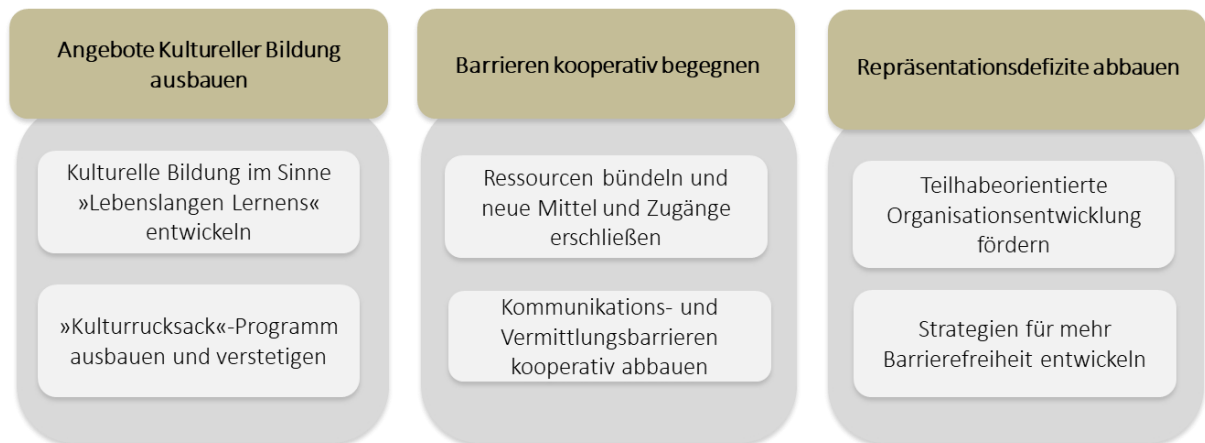 Angebote Kultureller Bildung
ausbauen
Kulturelle Bildung im Sinne
»Lebenslangen Lernens«
entwickeln
»Kulturrucksack«-Programm
ausbauen und verstetigen
Barrieren kooperativ begegnen
Ressourcen bündeln und
neue Mittel und Zugänge
erschließen
Kommunikations- und
Vermittlungsbarrieren
kooperativ abbauen
Repräsentationsdefizite abbauen
Teilhabeorientierte
Organisationsentwicklung
fördern
Strategien für mehr
Barrierefreiheit entwickeln